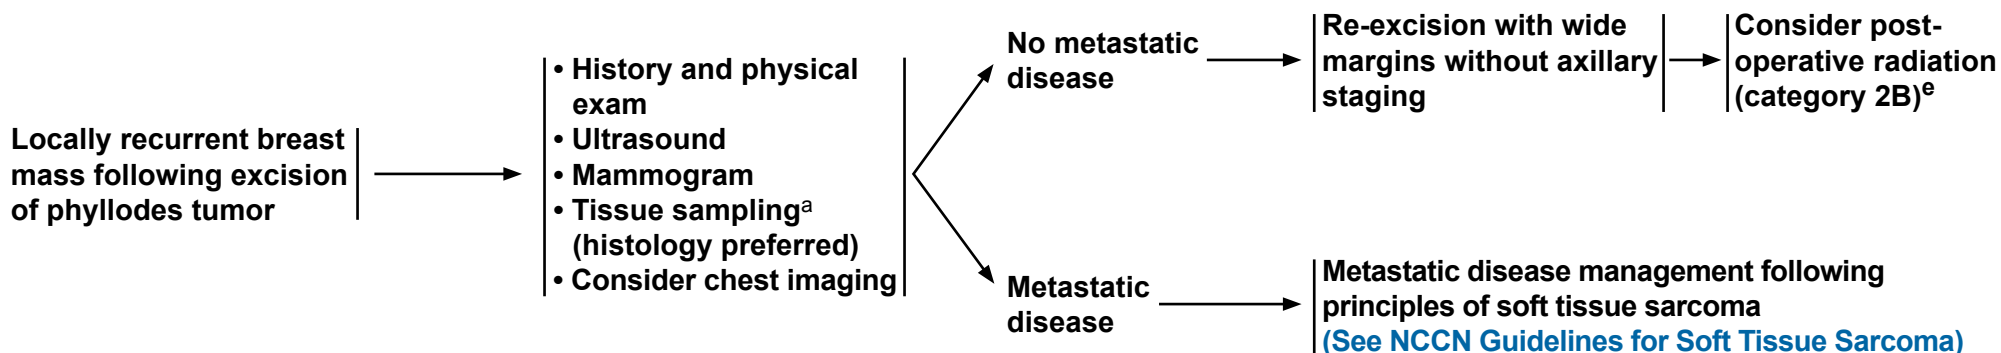 Locally recurrent breast
mass following excision
of phyllodes tumor
• History and physical
exam
• Ultrasound
• Mammogram
• Tissue samplingᵃ
(histology preferred)
• Consider chest imaging
No metastatic
disease
Re-excision with wide
margins without axillary
staging
Consider post-
operative radiation
(category 2B)ᵉ
Metastatic
disease
Metastatic disease management following
principles of soft tissue sarcoma
(See NCCN Guidelines for Soft Tissue Sarcoma)